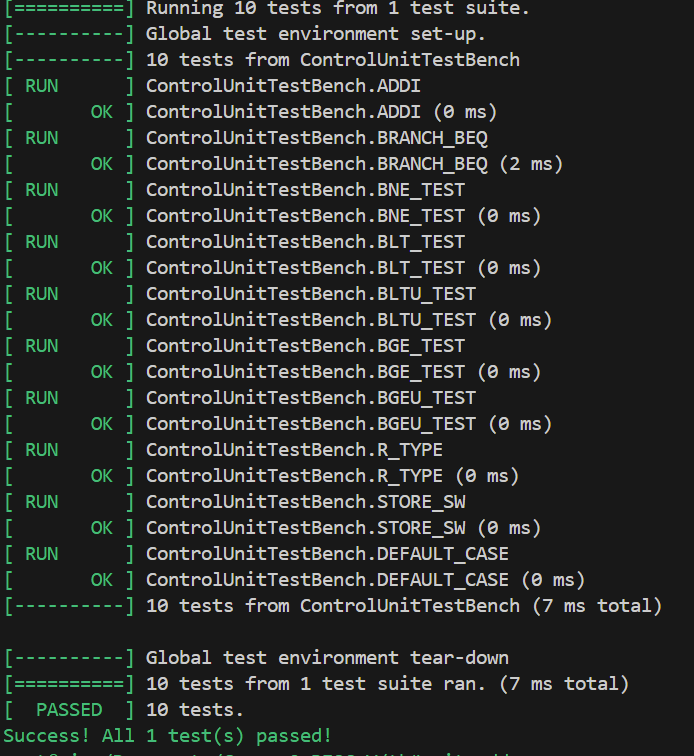 [==========] Running 10 tests from 1 test suite.
[----------] Global test environment set-up.
[----------] 10 tests from ControlUnitTestBench
[ RUN      ] ControlUnitTestBench.ADDI
[       OK ] ControlUnitTestBench.ADDI (0 ms)
[ RUN      ] ControlUnitTestBench.BRANCH_BEQ
[       OK ] ControlUnitTestBench.BRANCH_BEQ (2 ms)
[ RUN      ] ControlUnitTestBench.BNE_TEST
[       OK ] ControlUnitTestBench.BNE_TEST (0 ms)
[ RUN      ] ControlUnitTestBench.BLT_TEST
[       OK ] ControlUnitTestBench.BLT_TEST (0 ms)
[ RUN      ] ControlUnitTestBench.BLTU_TEST
[       OK ] ControlUnitTestBench.BLTU_TEST (0 ms)
[ RUN      ] ControlUnitTestBench.BGE_TEST
[       OK ] ControlUnitTestBench.BGE_TEST (0 ms)
[ RUN      ] ControlUnitTestBench.BGEU_TEST
[       OK ] ControlUnitTestBench.BGEU_TEST (0 ms)
[ RUN      ] ControlUnitTestBench.R_TYPE
[       OK ] ControlUnitTestBench.R_TYPE (0 ms)
[ RUN      ] ControlUnitTestBench.STORE_SW
[       OK ] ControlUnitTestBench.STORE_SW (0 ms)
[ RUN      ] ControlUnitTestBench.DEFAULT_CASE
[       OK ] ControlUnitTestBench.DEFAULT_CASE (0 ms)
[----------] 10 tests from ControlUnitTestBench (7 ms total)
[----------] Global test environment tear-down
[==========] 10 tests from 1 test suite ran. (7 ms total)
[  PASSED  ] 10 tests.
Success! All 1 test(s) passed!